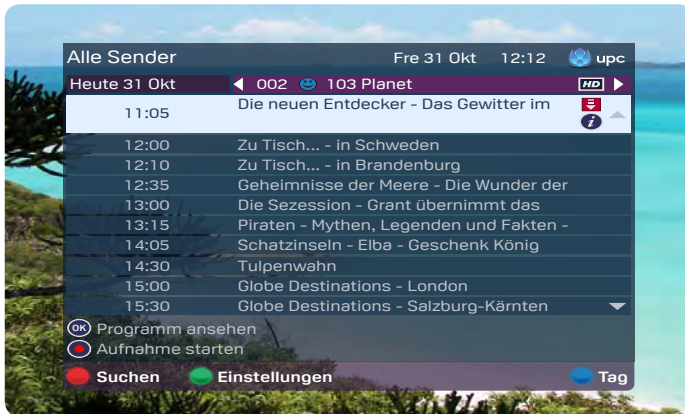 Alle Sender Fre 31 Okt 12:12 upc
Heute 31 Okt 002 103 Planet HD
11:05 Die neuen Entdecker - Das Gewitter im i
12:00 Zu Tisch... - in Schweden
12:10 Zu Tisch... - in Brandenburg
12:35 Geheimnisse der Meere - Die Wunder der
13:00 Die Sezession - Grant übernimmt das
13:15 Piraten - Mythen, Legenden und Fakten -
14:05 Schatzinseln - Elba - Geschenk König
14:30 Tulpenwahn
15:00 Globe Destinations - London
15:30 Globe Destinations - Salzburg-Kärnten
OK Programm ansehen
Aufnahme starten
Suchen Einstellungen Tag